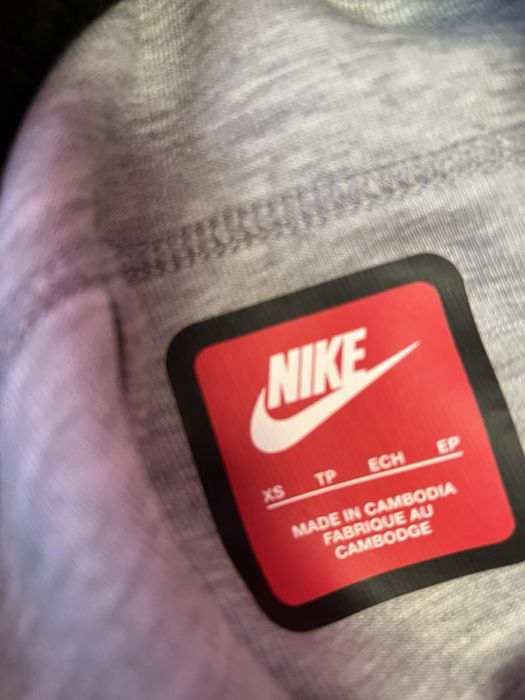 NIKE
XS TP ECH EP
MADE IN CAMBODIA
FABRIQUE AU
CAMBODGE